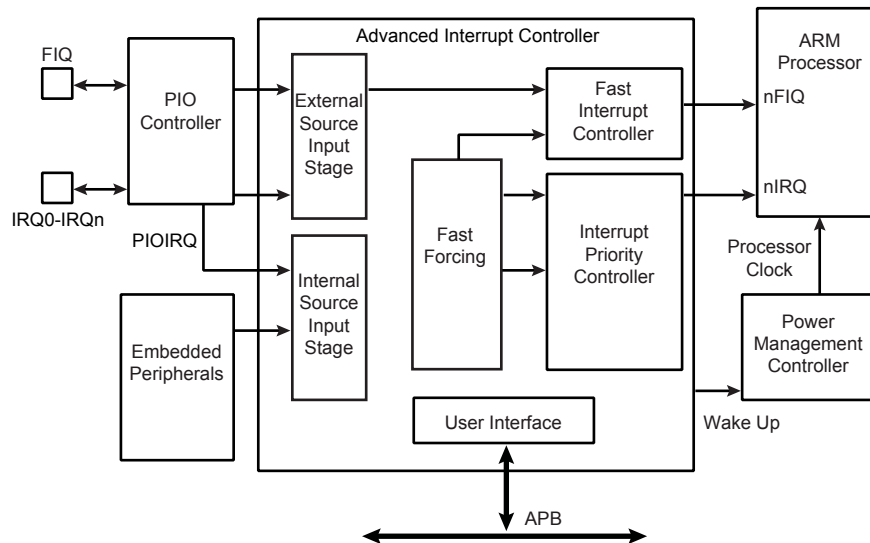 Advanced Interrupt Controller
FIQ
PIO
Controller
IRQ0-IRQn
PIOIRQ
Embedded
Peripherals
External
Source
Input
Stage
Internal
Source
Input
Stage
Fast
Forcing
Fast
Interrupt
Controller
Interrupt
Priority
Controller
User Interface
APB
ARM
Processor
nFIQ
nIRQ
Processor
Clock
Power
Management
Controller
Wake Up